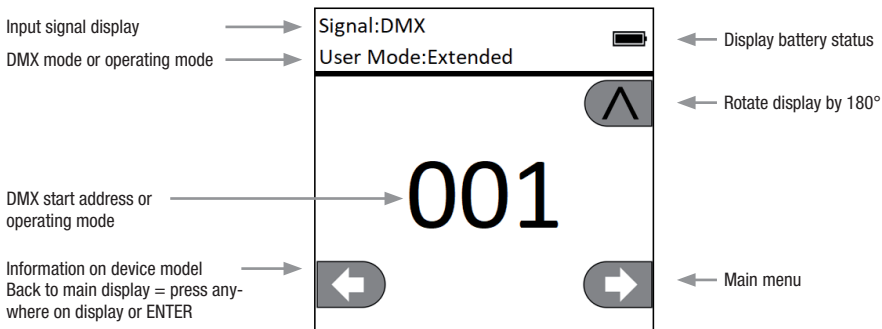 Input signal display
DMX mode or operating mode
Signal:DMX
User Mode:Extended
Display battery status
Rotate display by 180°
001
DMX start address or
operating mode
Information on device model
Back to main display = press any-
where on display or ENTER
Main menu